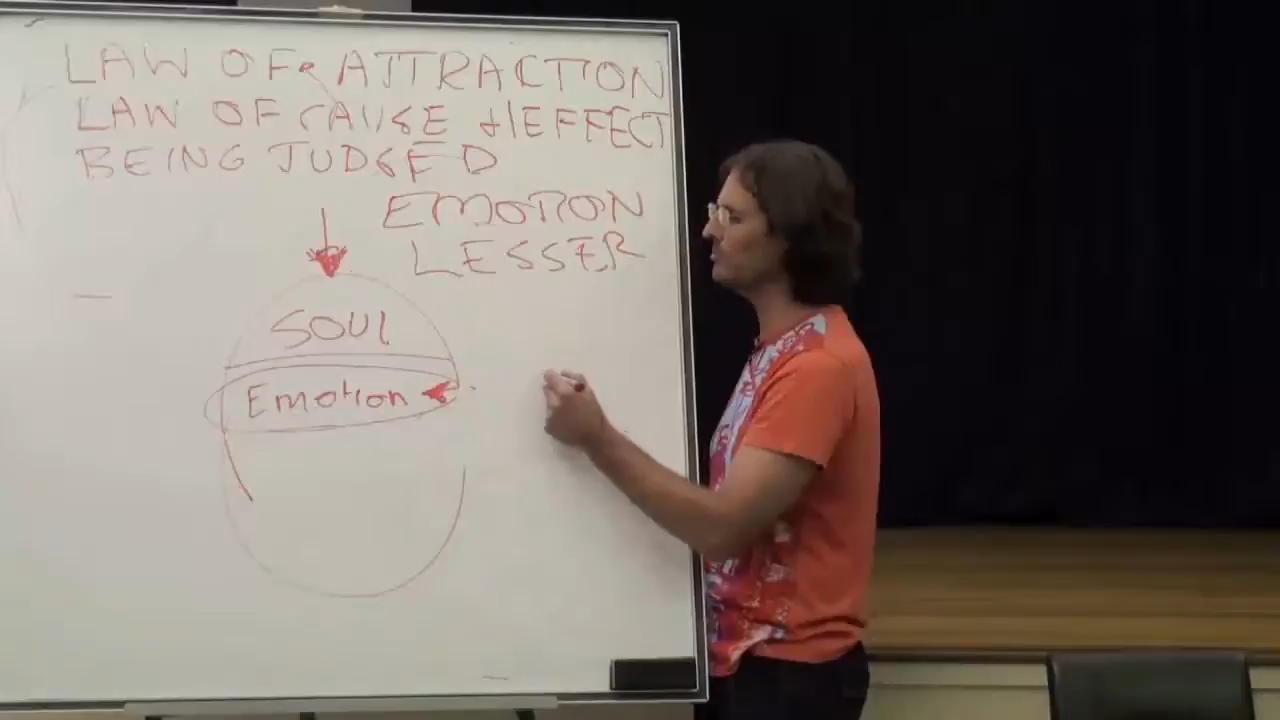 LAW OF ATTRACTION
LAW OF CAUSE + EFFECT
BEING JUDGED
EMOTION
LESSER
SOUL
Emotion